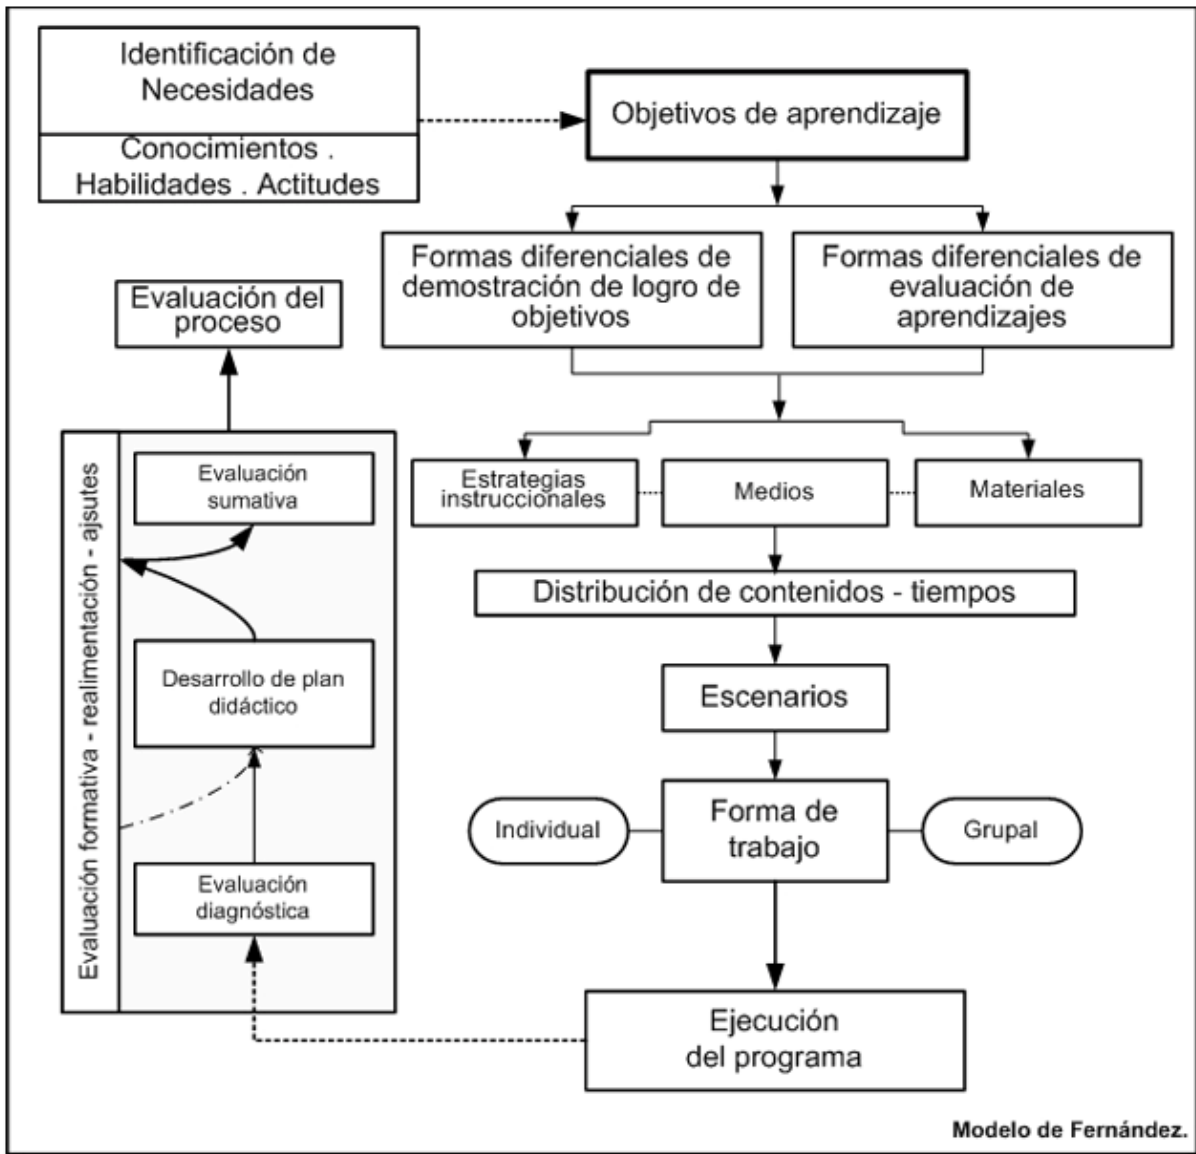 Identificación de
Necesidades
Conocimientos .
Habilidades . Actitudes
Objetivos de aprendizaje
Formas diferenciales de
demostración de logro de
objetivos
Formas diferenciales de
evaluación de
aprendizajes
Evaluación del
proceso
Evaluación formativa - realimentación - ajsutes
Evaluación
sumativa
Desarrollo de plan
didáctico
Evaluación
diagnóstica
Estrategias
instruccionales
Medios
Materiales
Distribución de contenidos - tiempos
Escenarios
Individual
Forma de
trabajo
Grupal
Ejecución
del programa
Modelo de Fernández.